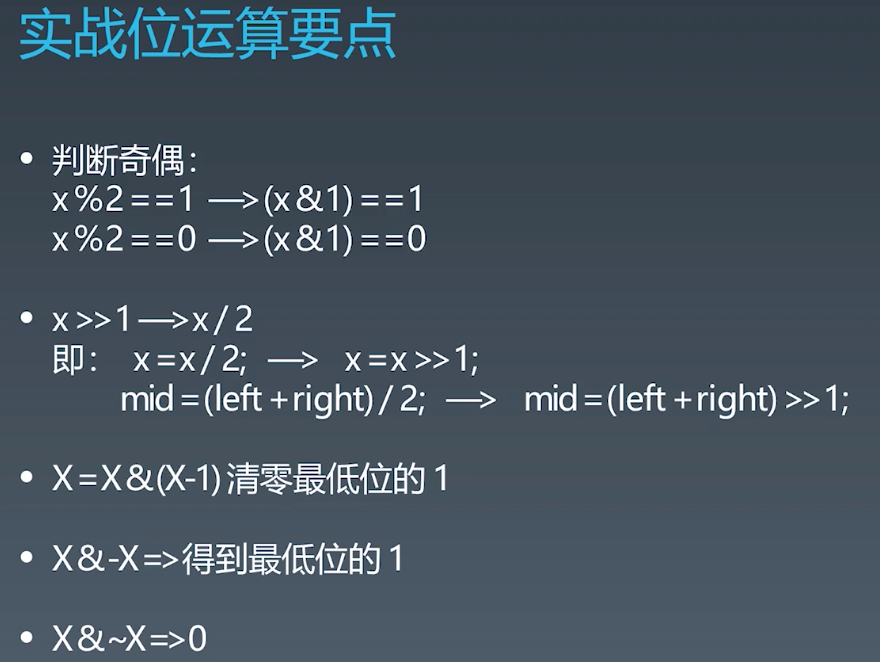 实战位运算要点
• 判断奇偶：
x%2==1 —>(x&1)==1
x%2==0 —>(x&1)==0
• x>>1—>x/2
即： x=x/2; —> x=x>>1;
mid=(left+right)/2; —> mid=(left+right)>>1;
• X=X&(X-1)清零最低位的1
• X&-X=>得到最低位的1
• X&~X=>0